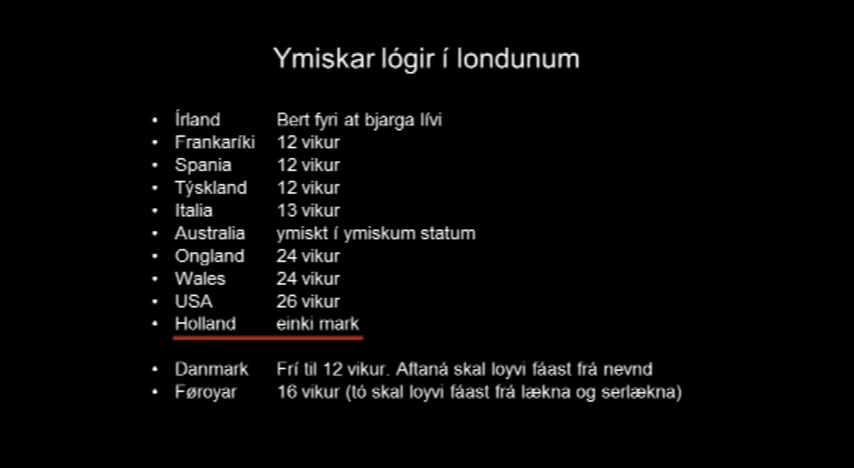 Ymiskar lógir í londunum
• Írland Bert fyri at bjarga lívi
• Frankaríki 12 vikur
• Spania 12 vikur
• Týskland 12 vikur
• Italia 13 vikur
• Australia ymiskt í ymiskum statum
• Ongland 24 vikur
• Wales 24 vikur
• USA 26 vikur
• Holland einki mark
• Danmark Frí til 12 vikur. Aftaná skal loyvi fáast frá nevnd
• Føroyar 16 vikur (tó skal loyvi fáast frá lækna og serlækna)